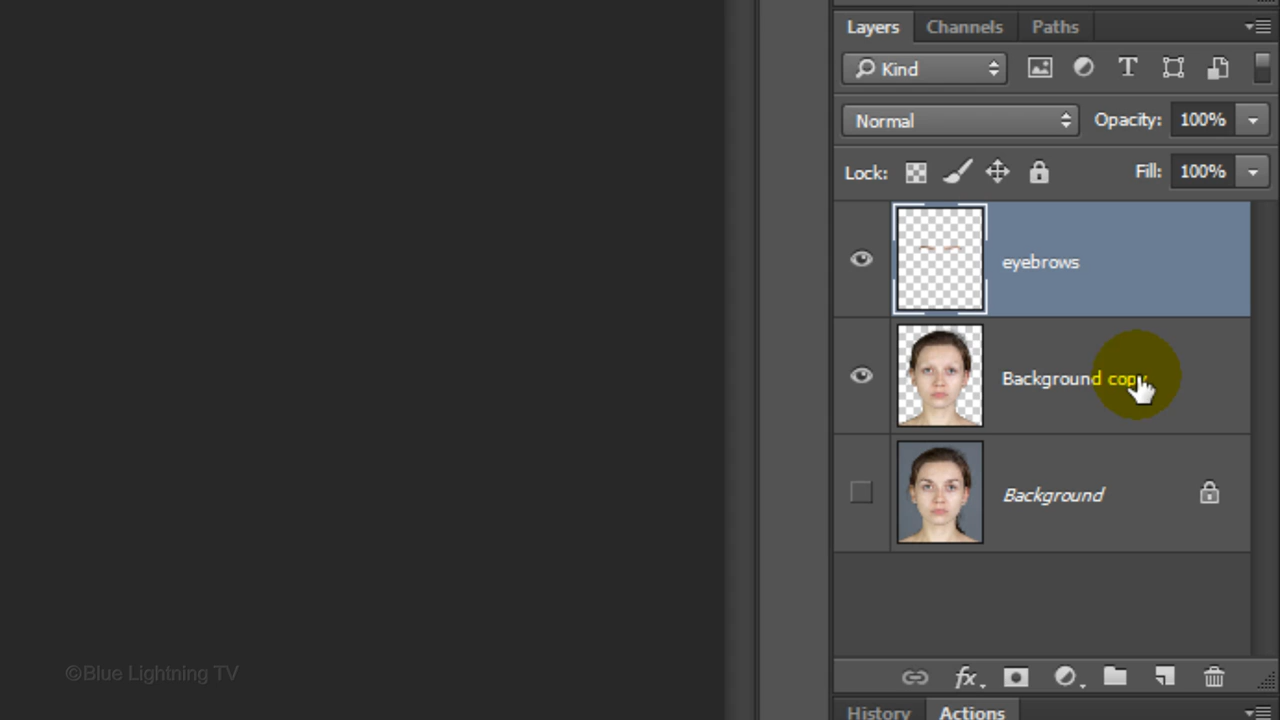 Layers Channels Paths
Kind
Normal Opacity: 100%
Lock: Fill: 100%
eyebrows
Background copy
Background
fx
©Blue Lightning TV
History Actions